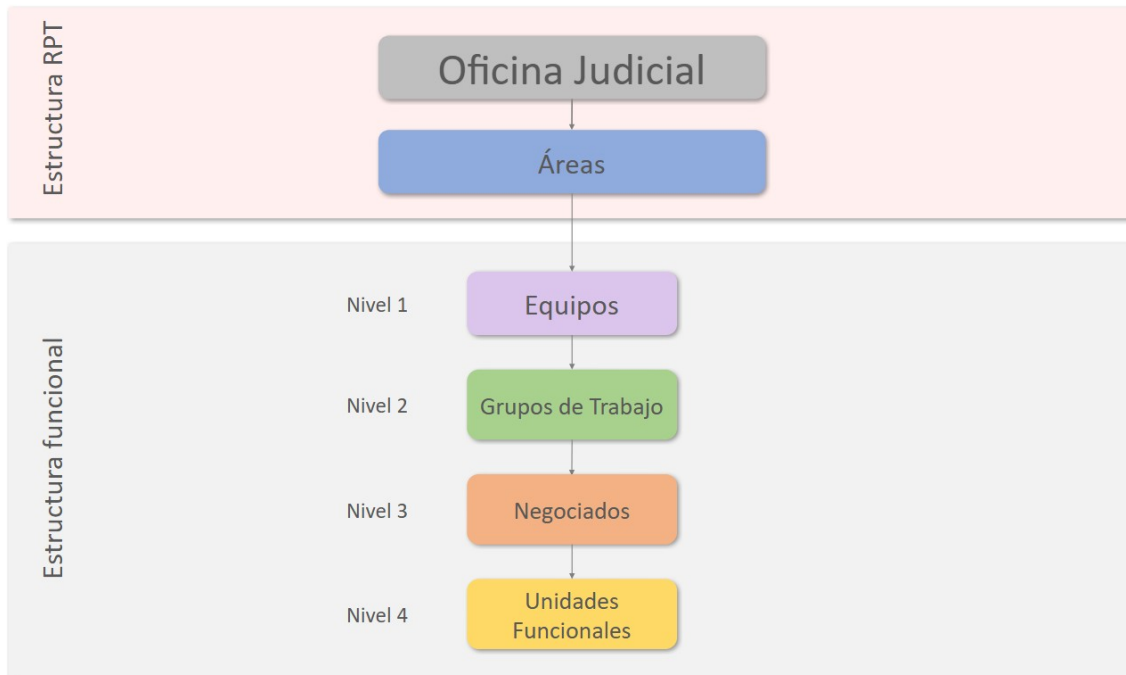 Estructura RPT
Oficina Judicial
Áreas
Estructura funcional
Nivel 1
Equipos
Nivel 2
Grupos de Trabajo
Nivel 3
Negociados
Nivel 4
Unidades
Funcionales